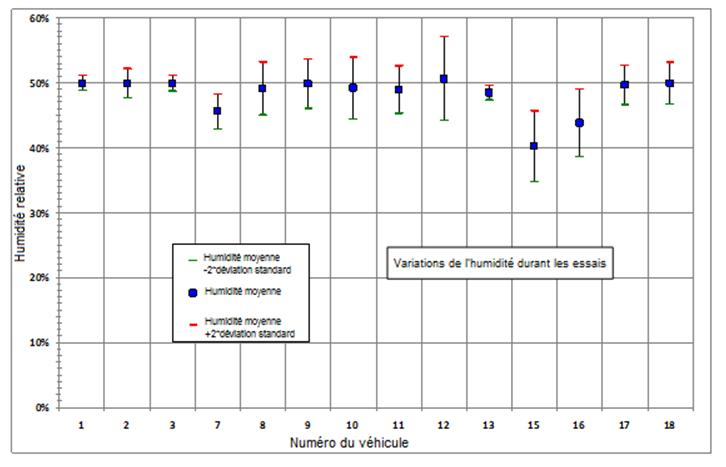 60%
50%
40%
30%
20%
10%
0%
Humidité relative
Humidité moyenne
-2*déviation standard
Humidité moyenne
Humidité moyenne
+2*déviation standard
Variations de l'humidité durant les essais
1 2 3 7 8 9 10 11 12 13 15 16 17 18
Numéro du véhicule